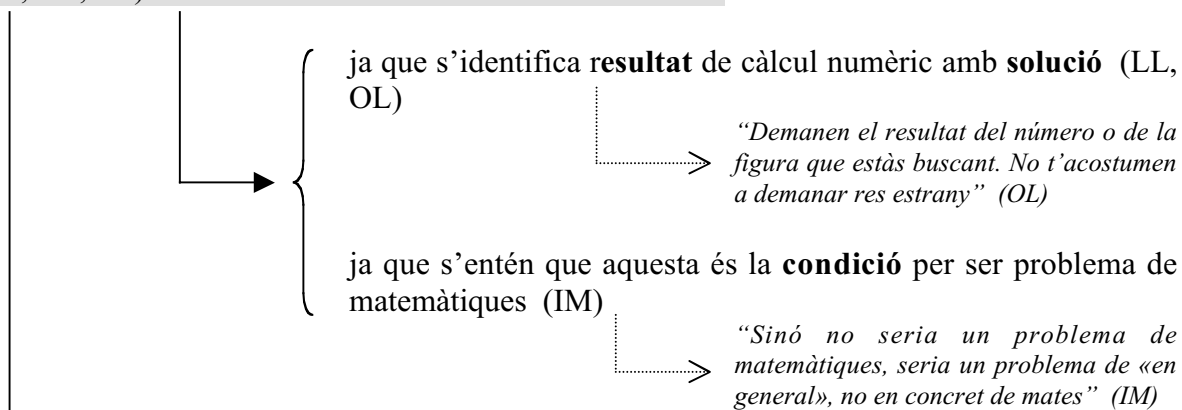 ja que s’identifica resultat de càlcul numèric amb solució (LL,
OL)
“Demanen el resultat del número o de la
figura que estàs buscant. No t’acostumen
a demanar res estrany” (OL)
ja que s’entén que aquesta és la condició per ser problema de
matemàtiques (IM)
“Sinó no seria un problema de
matemàtiques, seria un problema de «en
general», no en concret de mates” (IM)